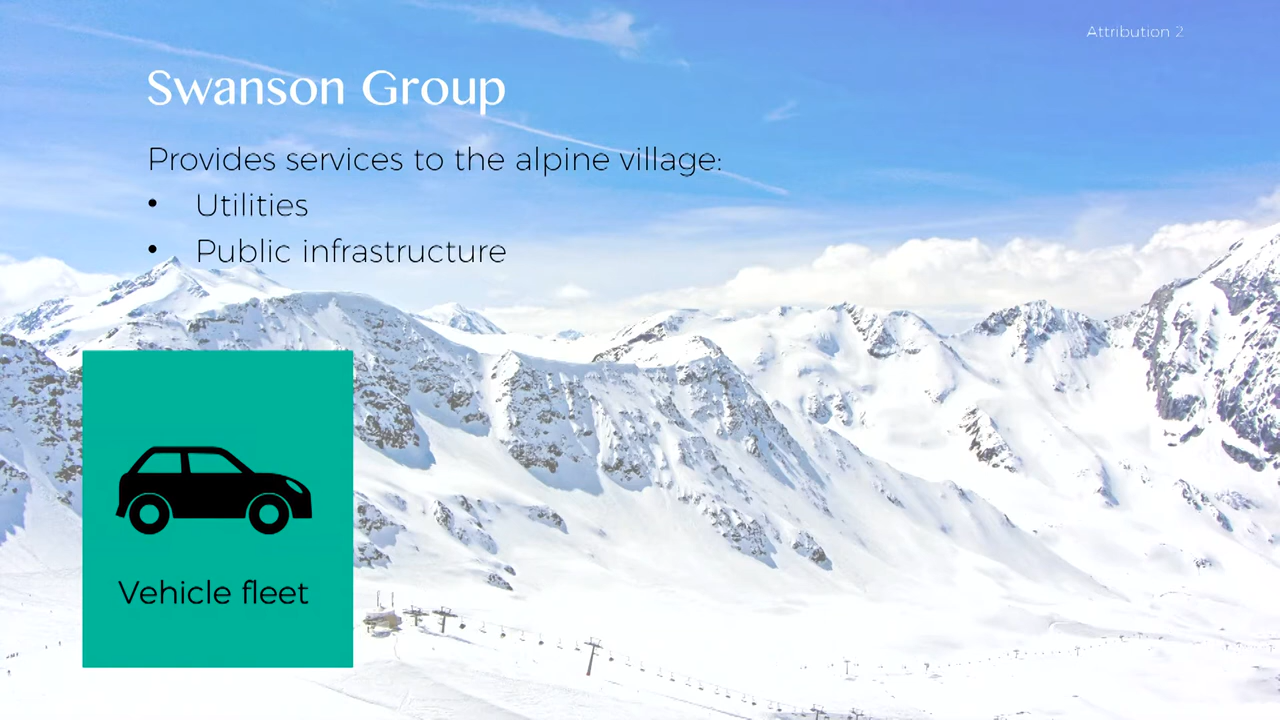 Attribution 2
Swanson Group
Provides services to the alpine village:
• Utilities
• Public infrastructure
Vehicle fleet